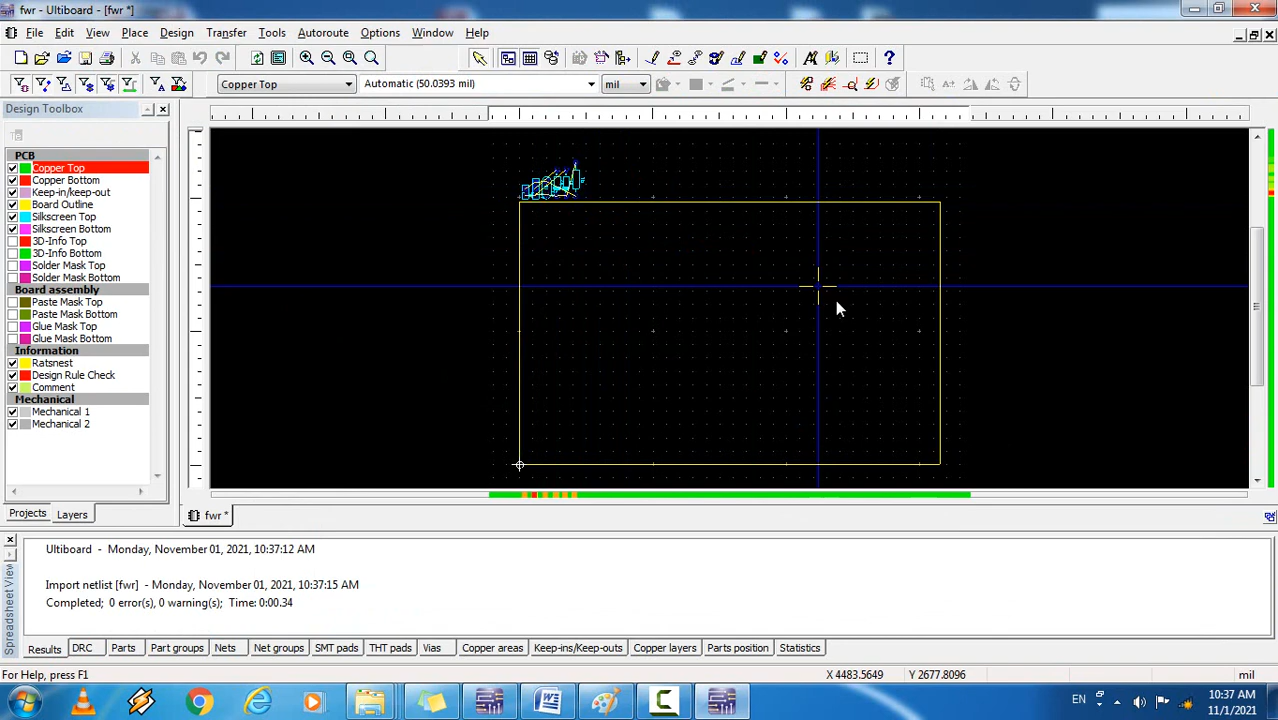 fwr - Ultiboard - [fwr *]
File Edit View Place Design Transfer Tools Autoroute Options Window Help
Copper Top Automatic (50.0393 mil) mil
Design Toolbox
PCB
Copper Top
Copper Bottom
Keep-in/keep-out
Board Outline
Silkscreen Top
Silkscreen Bottom
3D-Info Top
3D-Info Bottom
Solder Mask Top
Solder Mask Bottom
Board assembly
Paste Mask Top
Paste Mask Bottom
Glue Mask Top
Glue Mask Bottom
Information
Ratsnest
Design Rule Check
Comment
Mechanical
Mechanical 1
Mechanical 2
Projects Layers
fwr *
Spreadsheet View
Ultiboard - Monday, November 01, 2021, 10:37:12 AM
Import netlist [fwr] - Monday, November 01, 2021, 10:37:15 AM
Completed; 0 error(s), 0 warning(s); Time: 0:00.34
Results DRC Parts Part groups Nets Net groups SMT pads THT pads Vias Copper areas Keep-ins/Keep-outs Copper layers Parts position Statistics
For Help, press F1 X 4483.5649 Y 2677.8096 mil
EN 10:37 AM
11/1/2021